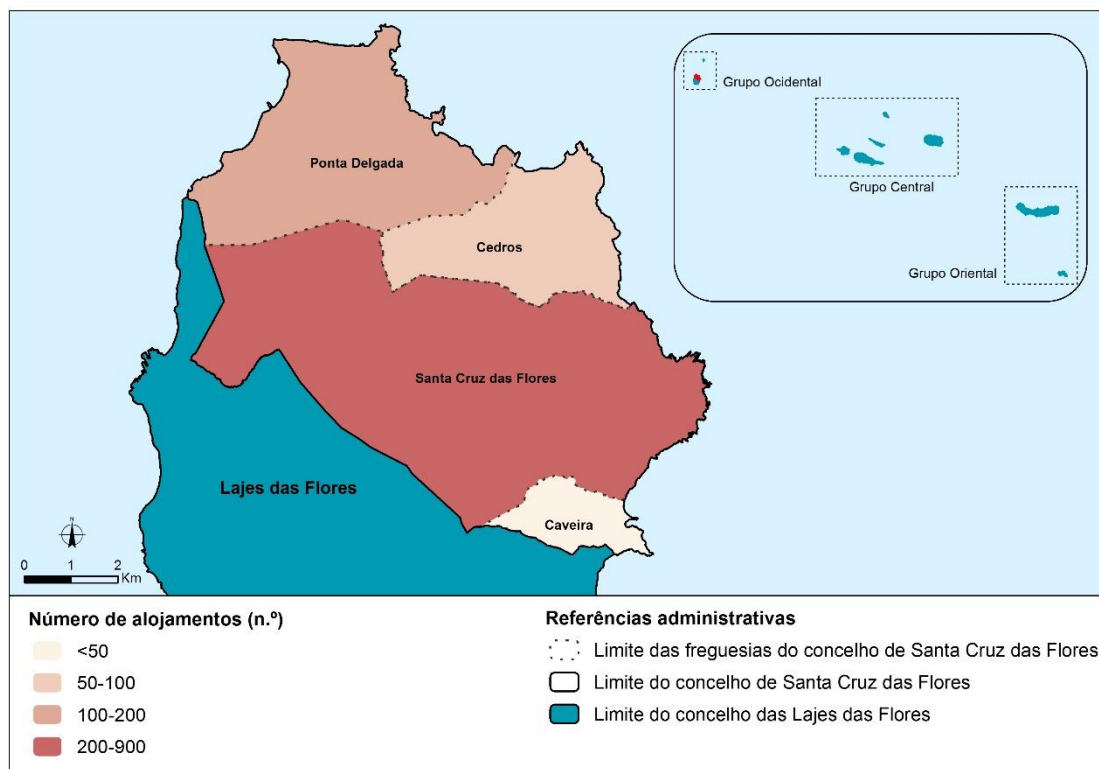 Ponta Delgada
Cedros
Santa Cruz das Flores
Lajes das Flores
Caveira
Grupo Ocidental
Grupo Central
Grupo Oriental
N
0 1 2
Km
Número de alojamentos (n.º)
<50
50-100
100-200
200-900
Referências administrativas
Limite das freguesias do concelho de Santa Cruz das Flores
Limite do concelho de Santa Cruz das Flores
Limite do concelho das Lajes das Flores